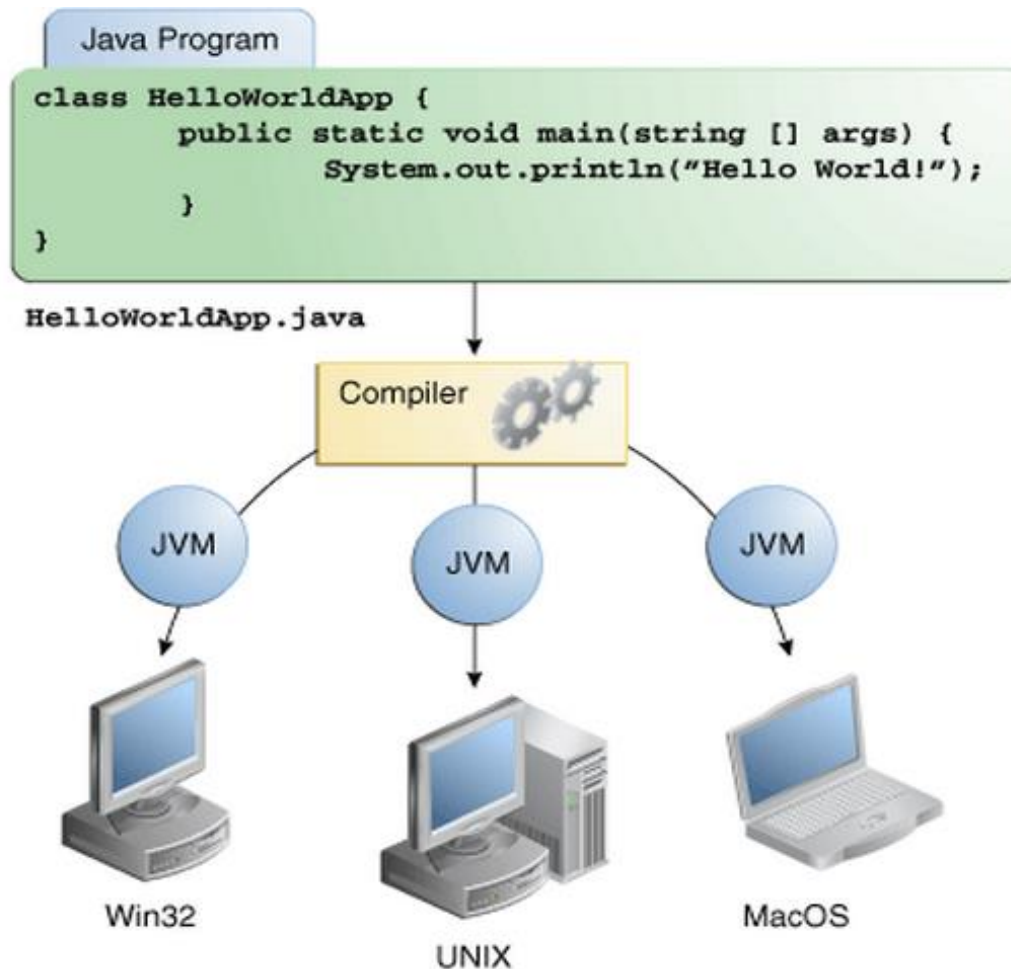 Java Program
class HelloWorldApp {
public static void main(string [] args) {
System.out.println("Hello World!");
}
}
HelloWorldApp.java
Compiler
JVM
JVM
JVM
Win32
UNIX
MacOS